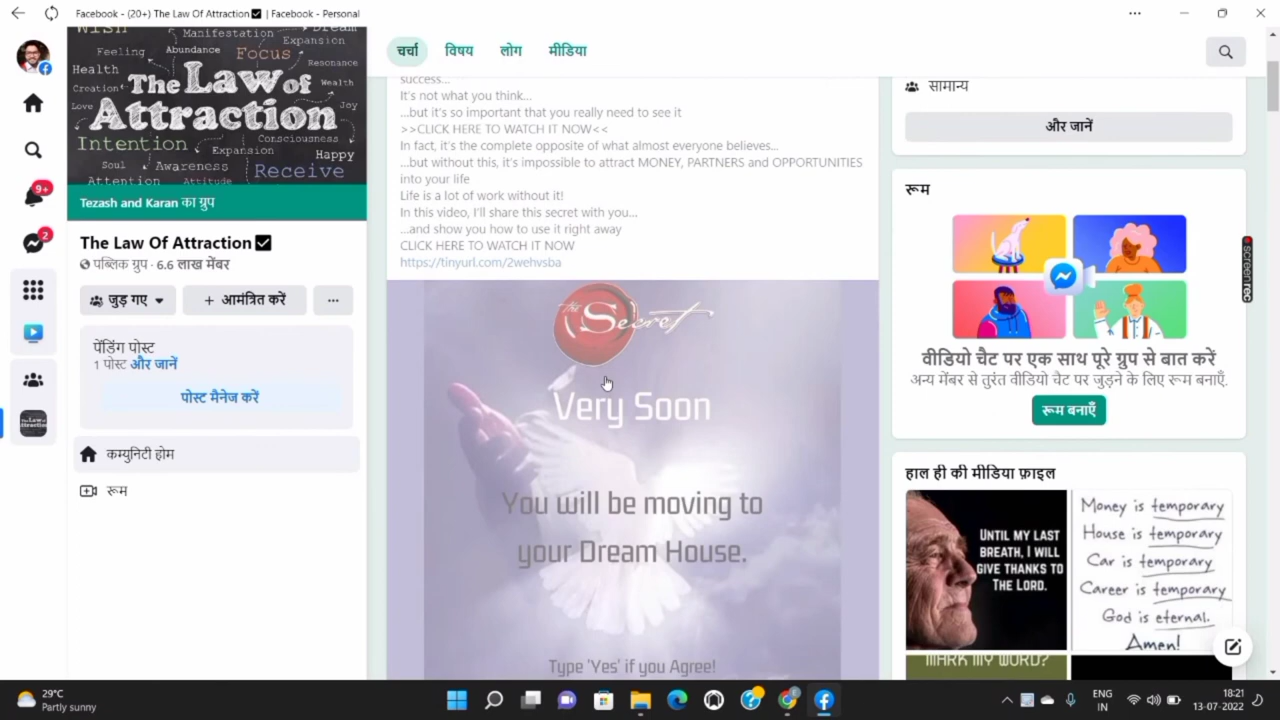 Facebook - (20+) The Law Of Attraction✅ | Facebook - Personal
Wish
Manifestation
Dream
Feeling
Abundance
Focus
Expansion
Health
Resonance
Creation
The Law of
Wealth
Love
Attraction
Joy
Intention
Consciousness
Expansion
Happy
Soul
Awareness
Receive
Attention
Attitude
Tezash and Karan का ग्रुप
The Law Of Attraction✅
पब्लिक ग्रुप · 6.6 लाख मेंबर
जुड़ गए
+ आमंत्रित करें
...
पेंडिंग पोस्ट
1 पोस्ट और जानें
पोस्ट मैनेज करें
कम्युनिटी होम
रूम
9+
2
चर्चा
विषय
लोग
मीडिया
success...
It's not what you think...
...but it's so important that you really need to see it
>>CLICK HERE TO WATCH IT NOW<<
In fact, it's the complete opposite of what almost everyone believes...
...but without this, it's impossible to attract MONEY, PARTNERS and OPPORTUNITIES
into your life
Life is a lot of work without it!
In this video, I'll share this secret with you...
...and show you how to use it right away
CLICK HERE TO WATCH IT NOW
https://tinyurl.com/2wehvsba
the Secret
Very Soon
You will be moving to
your Dream House.
Type 'Yes' if you Agree!
सामान्य
और जानें
रूम
वीडियो चैट पर एक साथ पूरे ग्रुप से बात करें
अन्य मेंबर से तुरंत वीडियो चैट पर जुड़ने के लिए रूम बनाएँ.
रूम बनाएँ
हाल ही की मीडिया फ़ाइल
UNTIL MY LAST
BREATH, I WILL
GIVE THANKS TO
THE LORD.
Money is temporary
House is temporary
Car is temporary
Career is temporary
God is eternal.
Amen!
MARK MY WORD?
screenrec
29°C
Partly sunny
ENG
IN
18:21
13-07-2022